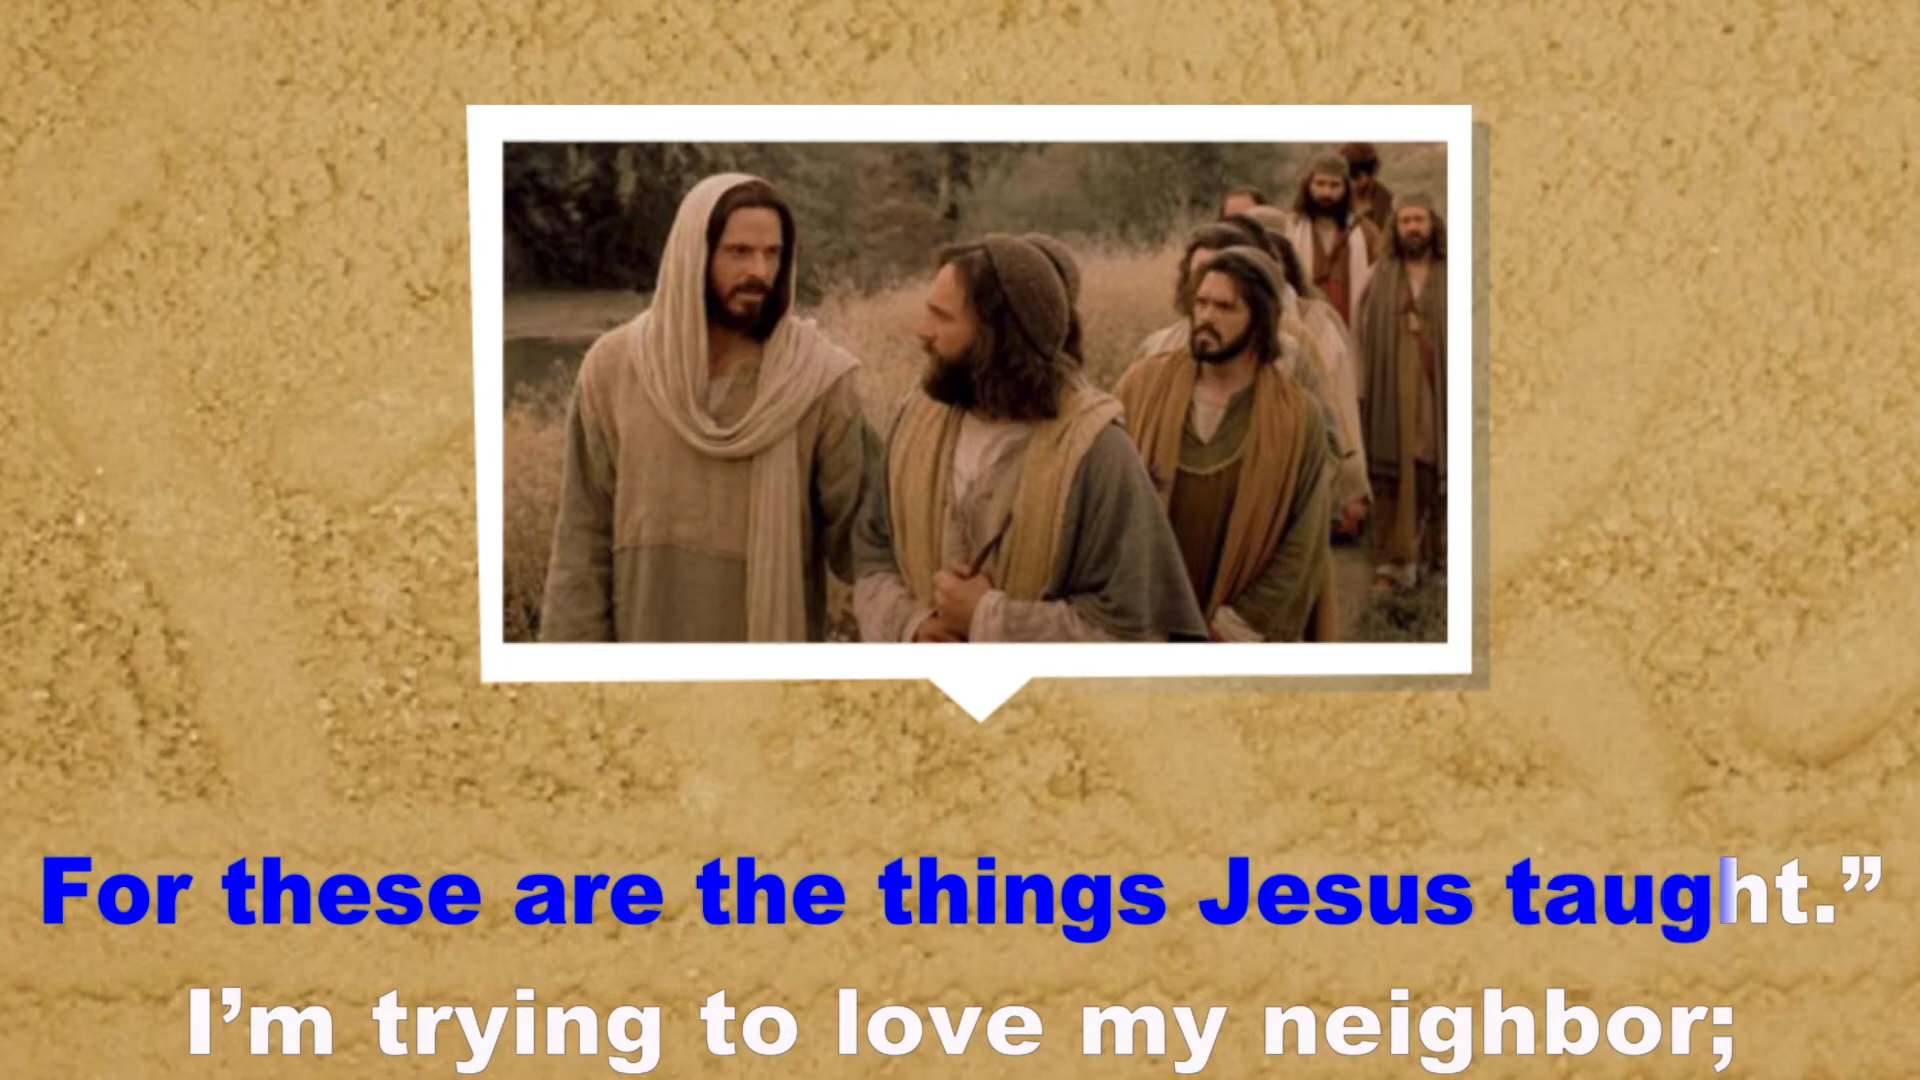 For these are the things Jesus taught.”
I’m trying to love my neighbor;